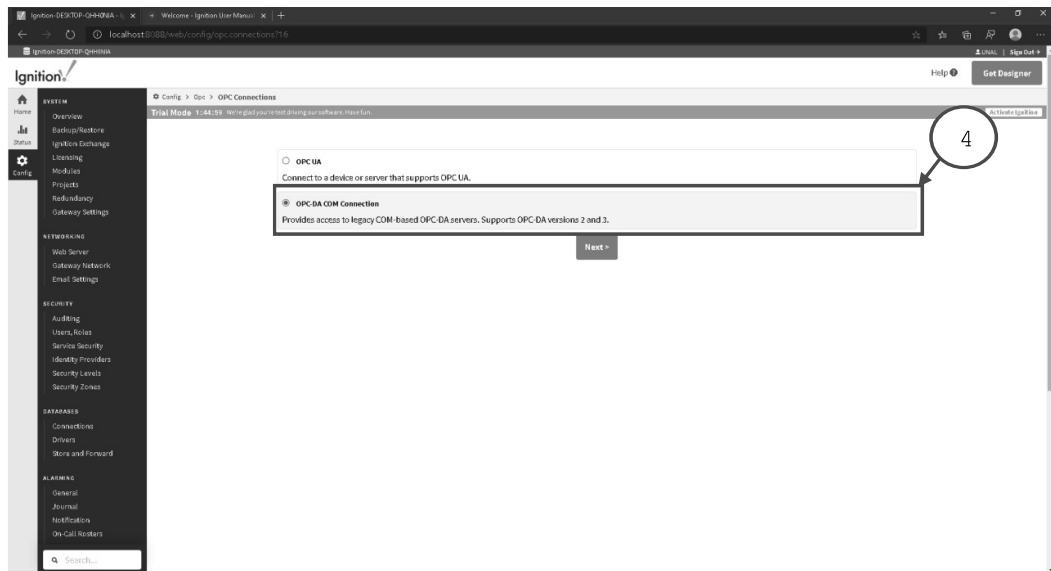 Ignition-DESKTOP-QHH0NIA - I
Welcome - Ignition User Manual
localhost:8088/web/config/opc.connections?16
Ignition-DESKTOP-QHHINIA
UNAL | Sign Out
Ignition!
Help
Get Designer
Config > Opc > OPC Connections
Trial Mode 1:44:59 We're glad you're test driving our software. Have fun.
Activate Ignition
Home
Status
Config
SYSTEM
Overview
Backup/Restore
Ignition Exchange
Licensing
Modules
Projects
Redundancy
Gateway Settings
NETWORKING
Web Server
Gateway Network
Email Settings
SECURITY
Auditing
Users, Roles
Service Security
Identity Providers
Security Levels
Security Zones
DATABASES
Connections
Drivers
Store and Forward
ALARMING
General
Journal
Notification
On-Call Rosters
Search...
4
OPC UA
Connect to a device or server that supports OPC UA.
OPC-DA COM Connection
Provides access to legacy COM-based OPC-DA servers. Supports OPC-DA versions 2 and 3.
Next >